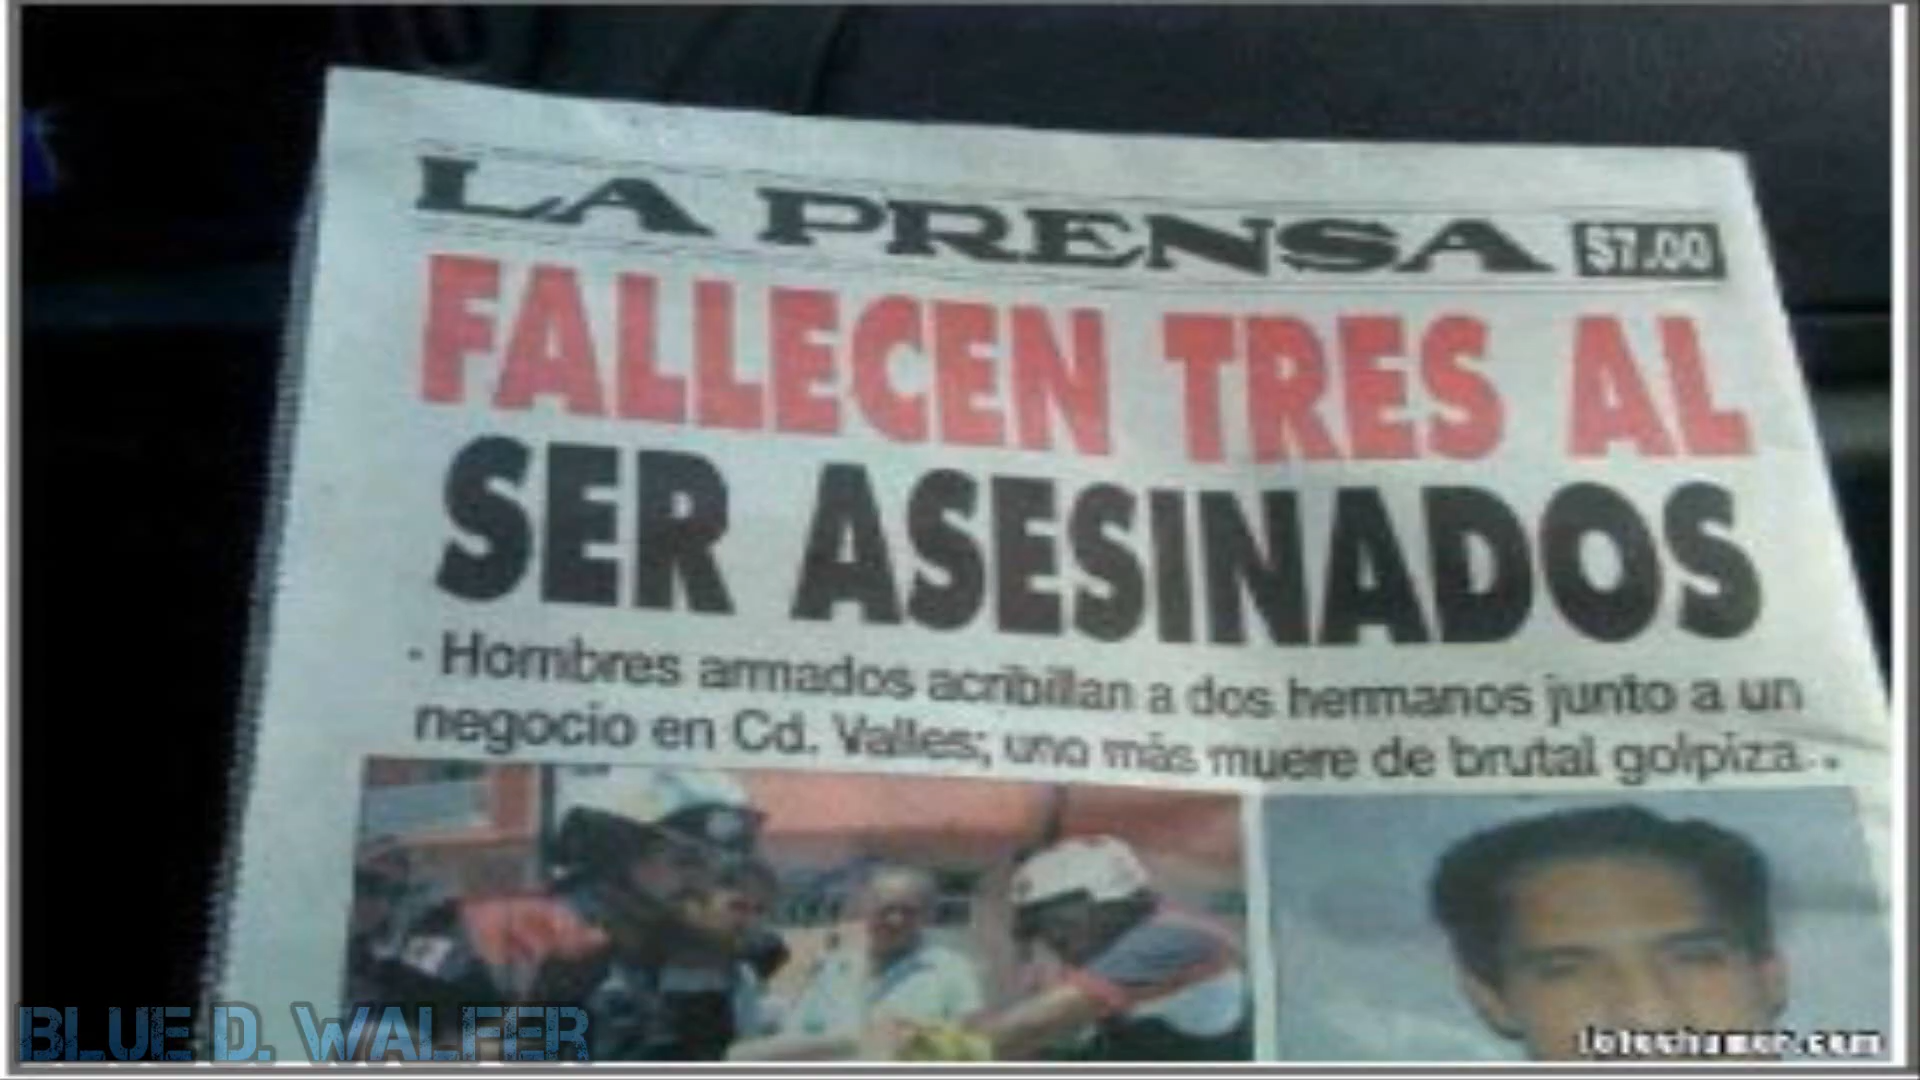 LA PRENSA $7.00
FALLECEN TRES AL
SER ASESINADOS
- Hombres armados acribillan a dos hermanos junto a un
negocio en Cd. Valles; uno más muere de brutal golpiza -
BLUE D. WALFER